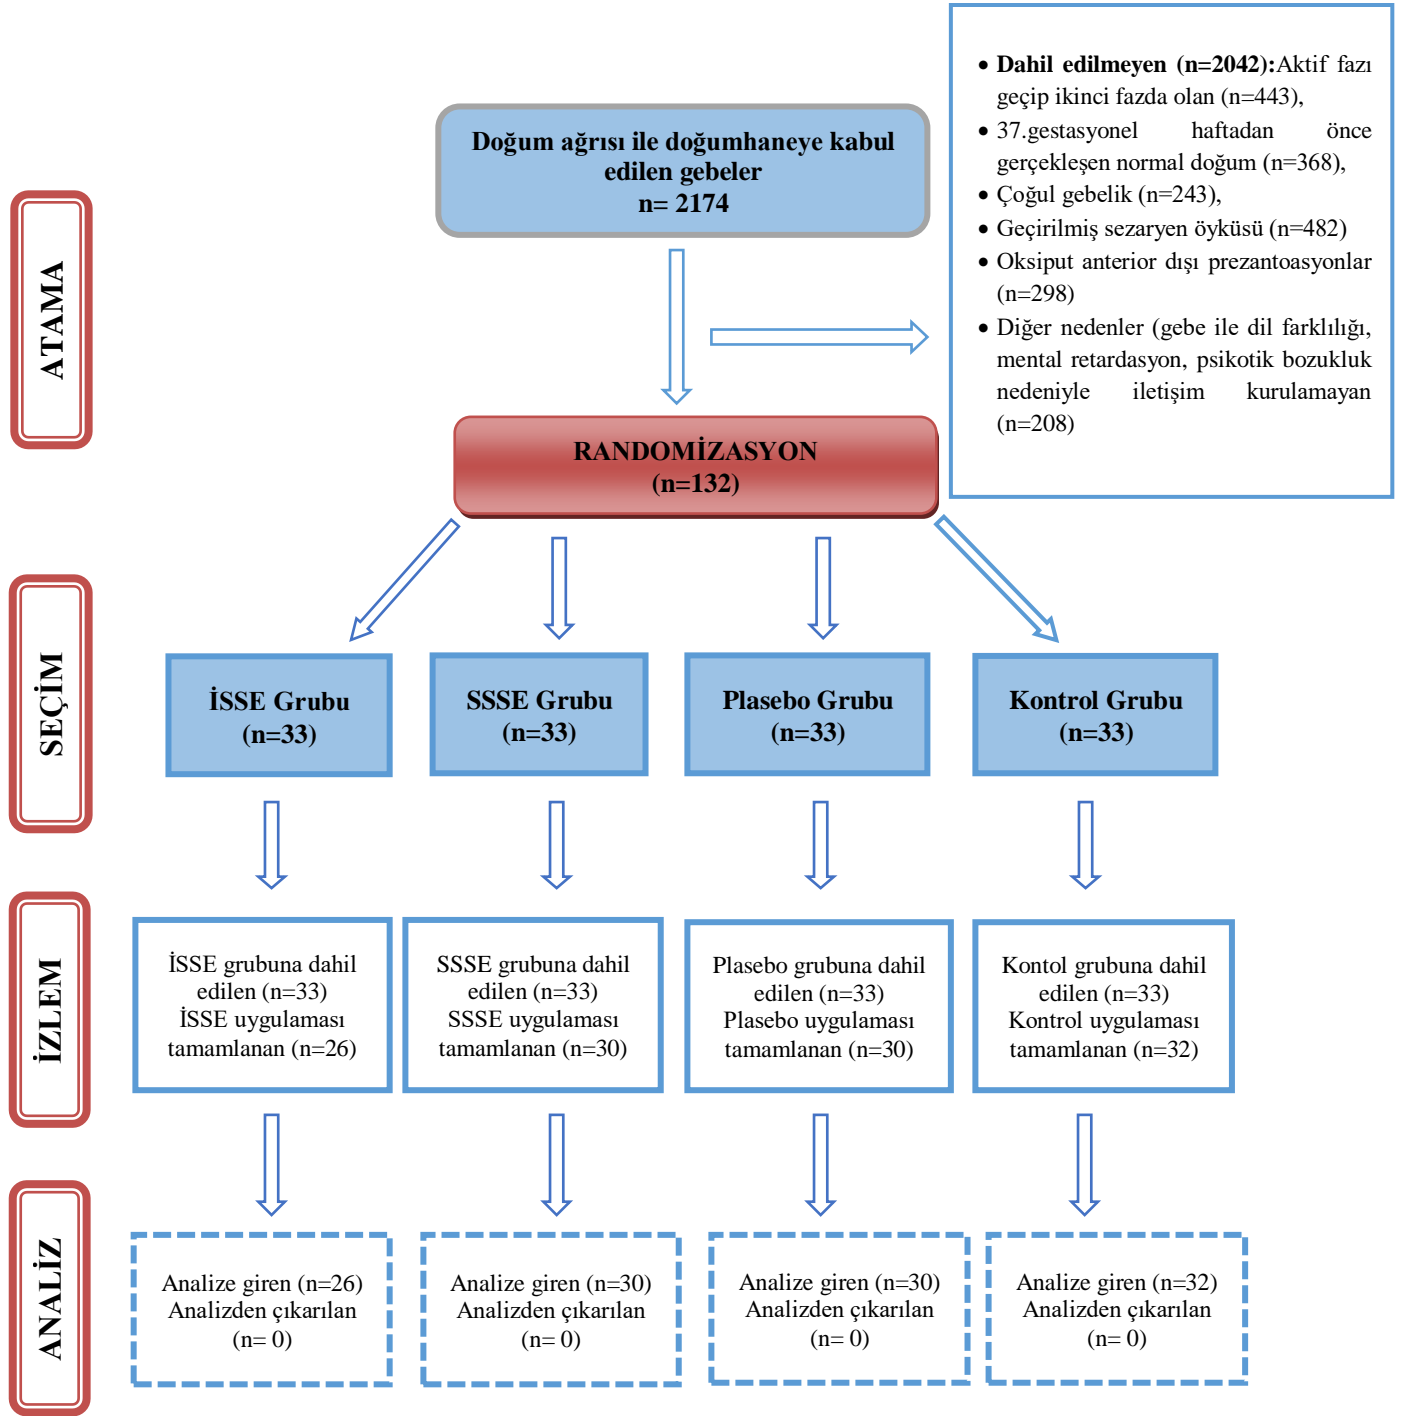 • Dahil edilmeyen (n=2042):Aktif fazı
geçip ikinci fazda olan (n=443),
• 37.gestasyonel haftadan önce
gerçekleşen normal doğum (n=368),
• Çoğul gebelik (n=243),
• Geçirilmiş sezaryen öyküsü (n=482)
• Oksiput anterior dışı prezantoasyonlar
(n=298)
• Diğer nedenler (gebe ile dil farklılığı,
mental retardasyon, psikotik bozukluk
nedeniyle iletişim kurulamayan
(n=208)
Doğum ağrısı ile doğumhaneye kabul
edilen gebeler
n= 2174
ATAMA
RANDOMİZASYON
(n=132)
SEÇİM
İSSE Grubu
(n=33)
SSSE Grubu
(n=33)
Plasebo Grubu
(n=33)
Kontrol Grubu
(n=33)
İZLEM
İSSE grubuna dahil
edilen (n=33)
İSSE uygulaması
tamamlanan (n=26)
SSSE grubuna dahil
edilen (n=33)
SSSE uygulaması
tamamlanan (n=30)
Plasebo grubuna dahil
edilen (n=33)
Plasebo uygulaması
tamamlanan (n=30)
Kontol grubuna dahil
edilen (n=33)
Kontrol uygulaması
tamamlanan (n=32)
ANALİZ
Analize giren (n=26)
Analizden çıkarılan
(n= 0)
Analize giren (n=30)
Analizden çıkarılan
(n= 0)
Analize giren (n=30)
Analizden çıkarılan
(n= 0)
Analize giren (n=32)
Analizden çıkarılan
(n= 0)